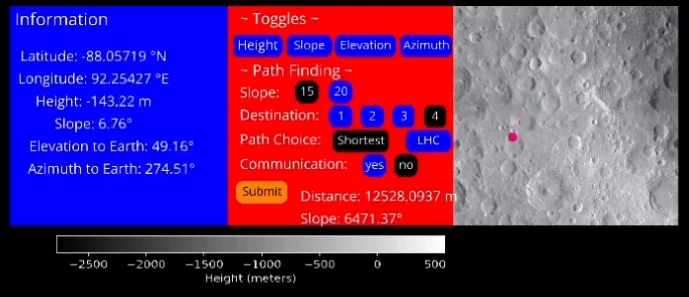 Information
Latitude: -88.05719 °N
Longitude: 92.25427 °E
Height: -143.22 m
Slope: 6.76°
Elevation to Earth: 49.16°
Azimuth to Earth: 274.51°
~ Toggles ~
Height Slope Elevation Azimuth
~ Path Finding ~
Slope: 15 20
Destination: 1 2 3 4
Path Choice: Shortest LHC
Communication: yes no
Submit
Distance: 12528.0937 m
Slope: 6471.37°
−2500 −2000 −1500 −1000 −500 0 500
Height (meters)